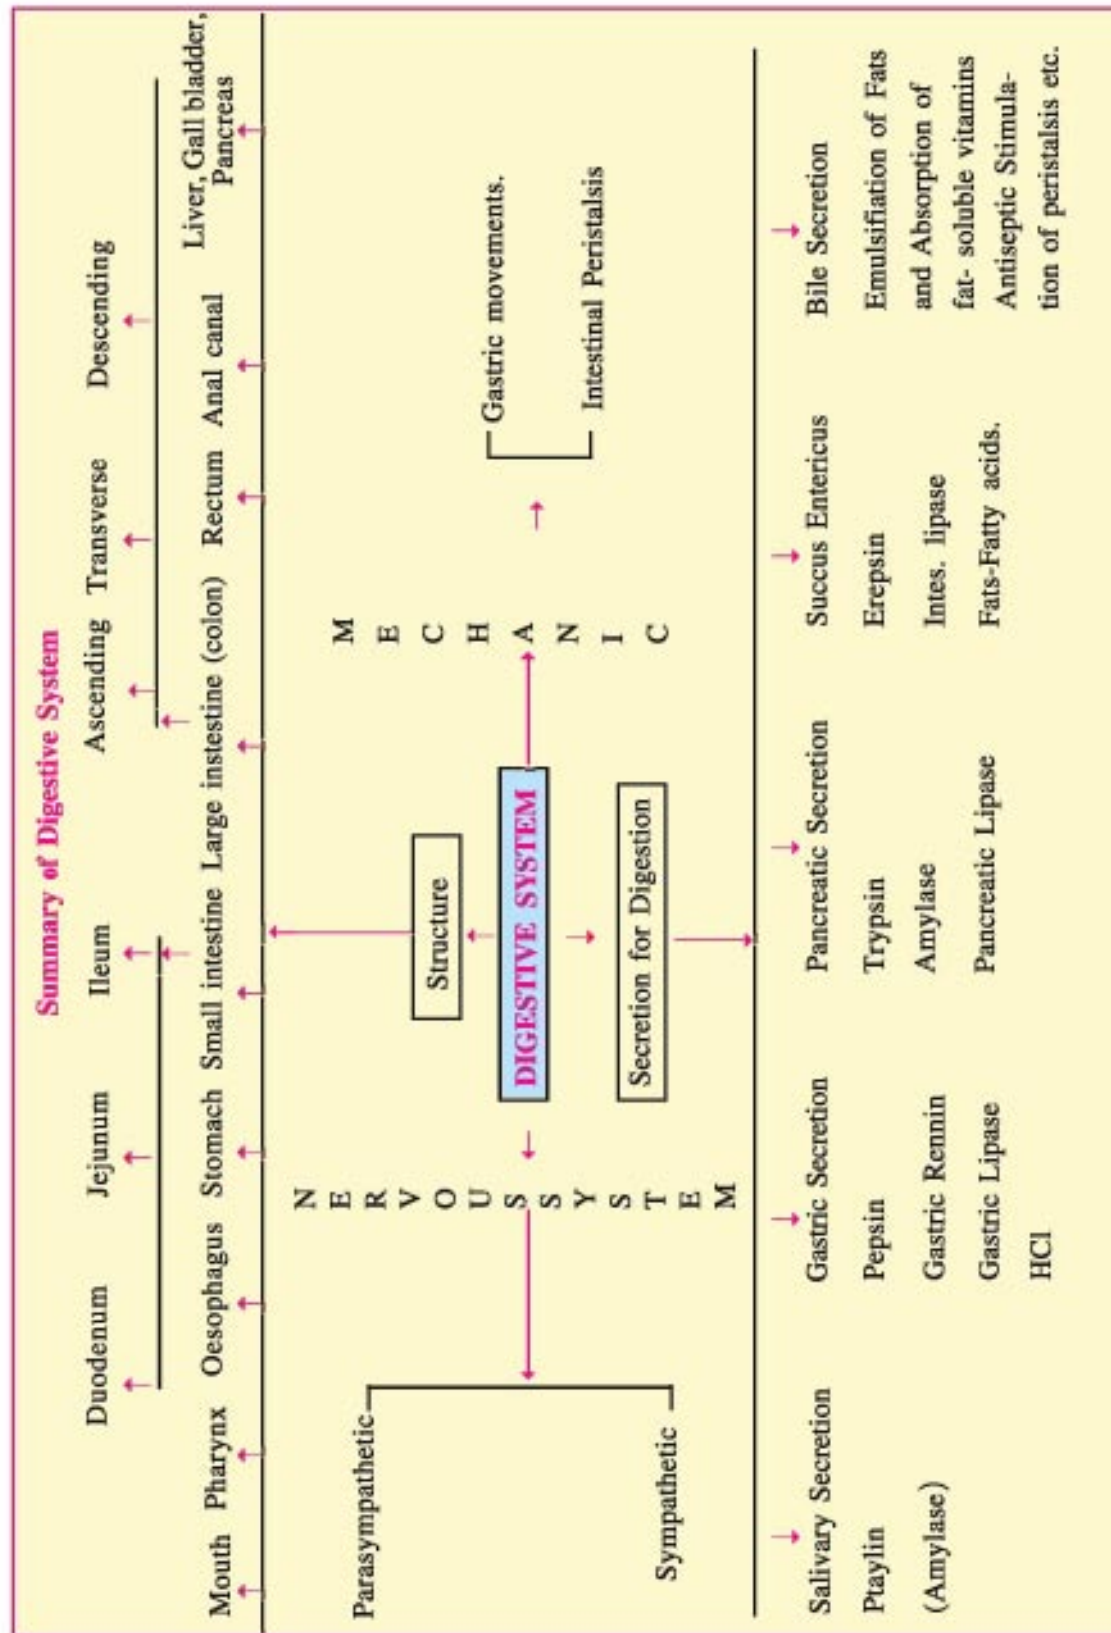 Summary of Digestive System
Duodenum Jejunum Ileum Ascending Transverse Descending
Mouth Pharynx Oesophagus Stomach Small intestine Large instestine (colon) Rectum Anal canal Liver, Gall bladder,
Pancreas
Structure
DIGESTIVE SYSTEM
Secretion for Digestion
NERVOUS SYSTEM
Parasympathetic
Sympathetic
MECHANIC
Gastric movements.
Intestinal Peristalsis
Salivary Secretion
Ptaylin
(Amylase)
Gastric Secretion
Pepsin
Gastric Rennin
Gastric Lipase
HCl
Pancreatic Secretion
Trypsin
Amylase
Pancreatic Lipase
Succus Entericus
Erepsin
Intes. lipase
Fats-Fatty acids.
Bile Secretion
Emulsifiation of Fats
and Absorption of
fat- soluble vitamins
Antiseptic Stimula-
tion of peristalsis etc.